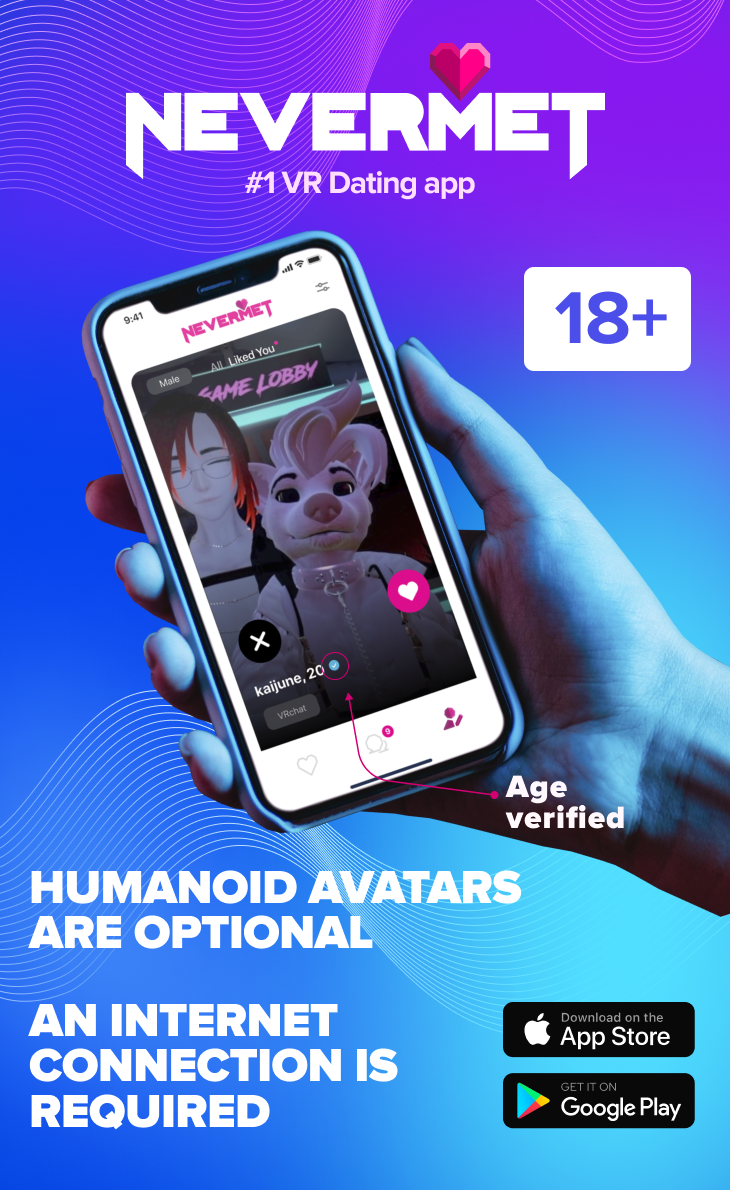 NEVERMET
#1 VR Dating app
18+
9:41
NEVERMET
All Liked You
Male
GAME LOBBY
kaijune, 20
VRchat
9
Age
verified
HUMANOID AVATARS
ARE OPTIONAL
AN INTERNET
CONNECTION IS
REQUIRED
Download on the
App Store
GET IT ON
Google Play